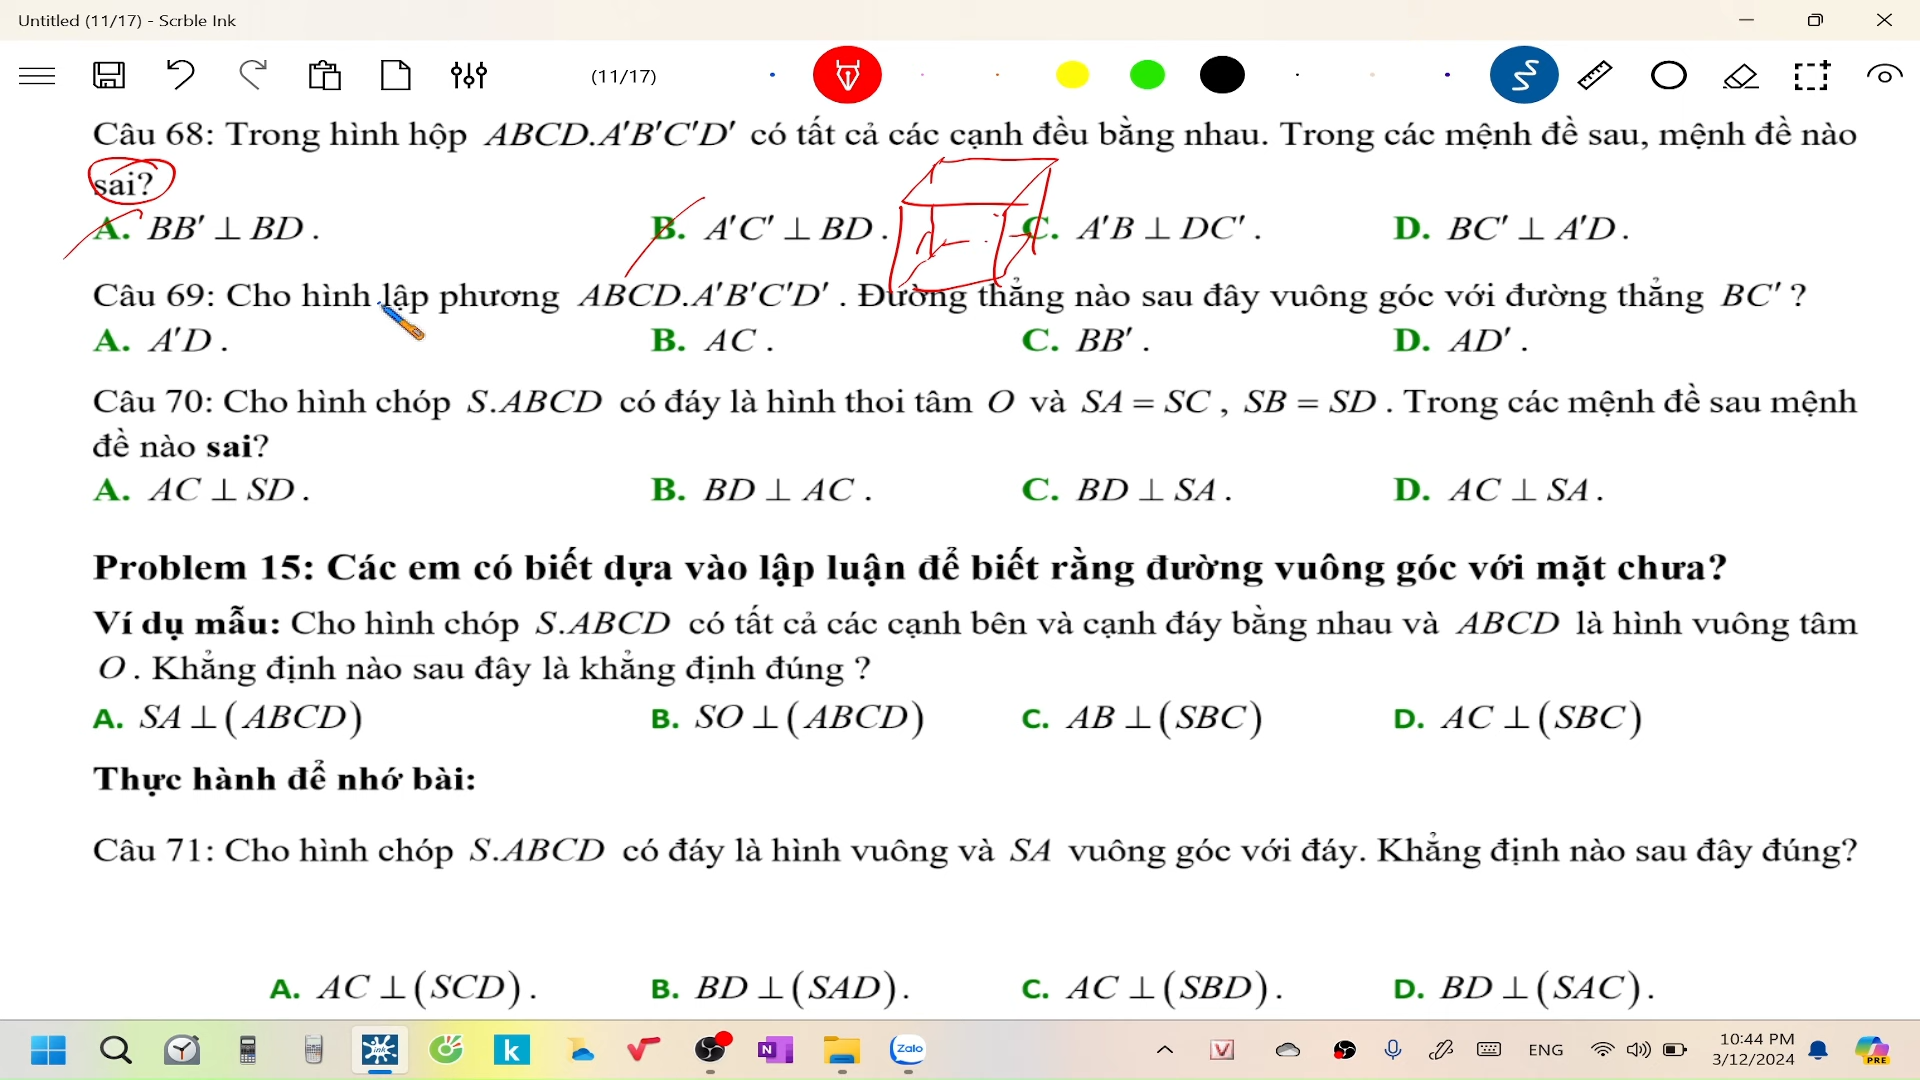 Untitled (11/17) - Scrble Ink
(11/17)
Câu 68: Trong hình hộp ABCD.A'B'C'D' có tất cả các cạnh đều bằng nhau. Trong các mệnh đề sau, mệnh đề nào
sai?
A. BB' ⊥ BD . B. A'C' ⊥ BD . C. A'B ⊥ DC' . D. BC' ⊥ A'D .
Câu 69: Cho hình lập phương ABCD.A'B'C'D' . Đường thẳng nào sau đây vuông góc với đường thẳng BC' ?
A. A'D . B. AC . C. BB' . D. AD' .
Câu 70: Cho hình chóp S.ABCD có đáy là hình thoi tâm O và SA = SC , SB = SD . Trong các mệnh đề sau mệnh
đề nào sai?
A. AC ⊥ SD . B. BD ⊥ AC . C. BD ⊥ SA . D. AC ⊥ SA .
Problem 15: Các em có biết dựa vào lập luận để biết rằng đường vuông góc với mặt chưa?
Ví dụ mẫu: Cho hình chóp S.ABCD có tất cả các cạnh bên và cạnh đáy bằng nhau và ABCD là hình vuông tâm
O . Khẳng định nào sau đây là khẳng định đúng ?
A. SA ⊥ (ABCD) B. SO ⊥ (ABCD) C. AB ⊥ (SBC) D. AC ⊥ (SBC)
Thực hành để nhớ bài:
Câu 71: Cho hình chóp S.ABCD có đáy là hình vuông và SA vuông góc với đáy. Khẳng định nào sau đây đúng?
A. AC ⊥ (SCD) . B. BD ⊥ (SAD) . C. AC ⊥ (SBD) . D. BD ⊥ (SAC) .
ink
k
N
Zalo
V
ENG
10:44 PM
3/12/2024
PRE